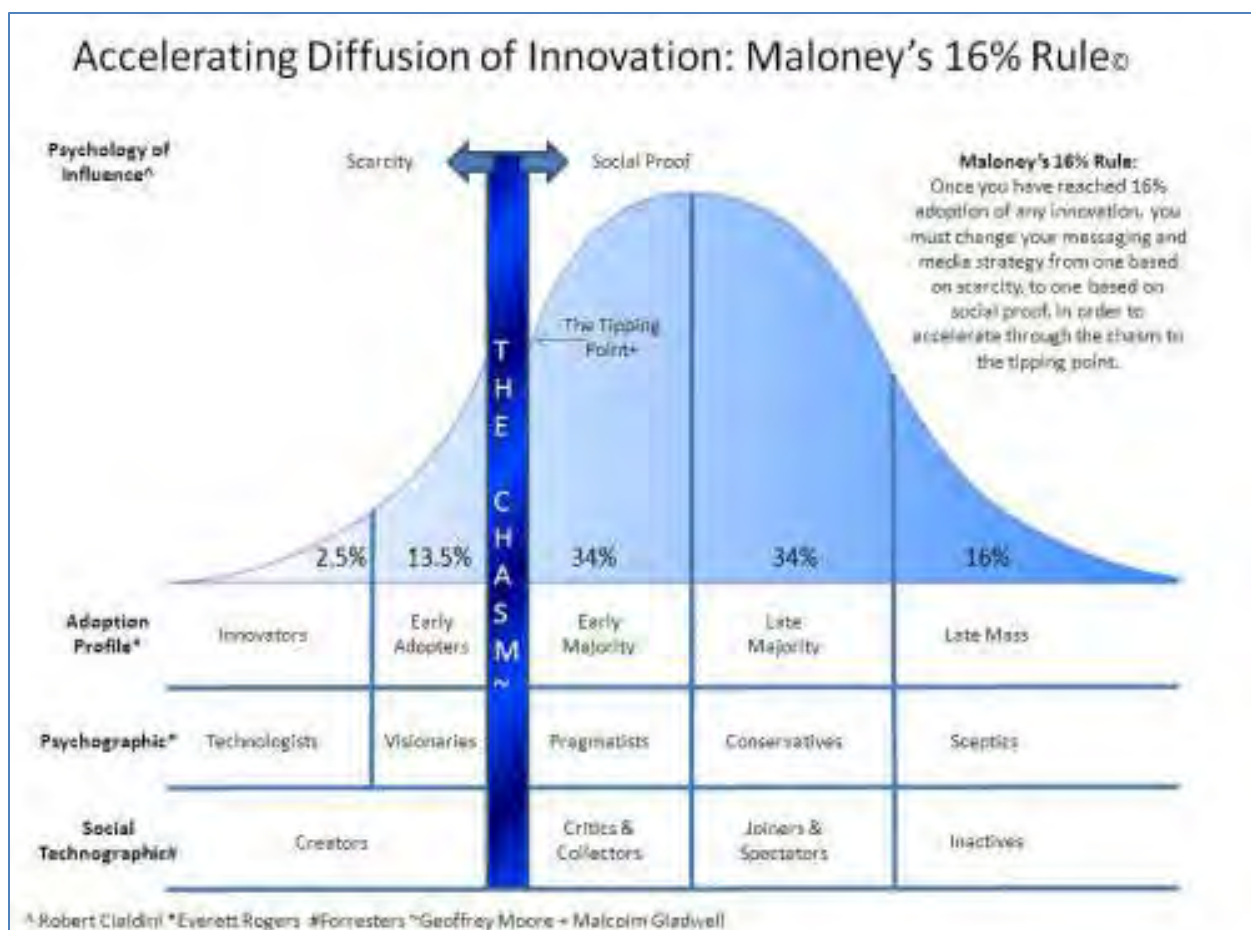 Accelerating Diffusion of Innovation: Maloney's 16% Rule©
Psychology of
Influence^
Scarcity
Social Proof
Maloney's 16% Rule:
Once you have reached 16%
adoption of any innovation, you
must change your messaging and
media strategy from one based
on scarcity, to one based on
social proof, in order to
accelerate through the chasm to
the tipping point.
The Tipping
Point+
THE CHASM~
2.5%
13.5%
34%
34%
16%
Adoption
Profile*
Innovators
Early
Adopters
Early
Majority
Late
Majority
Late Mass
Psychographic*
Technologists
Visionaries
Pragmatists
Conservatives
Sceptics
Social
Technographic#
Creators
Critics &
Collectors
Joiners &
Spectators
Inactives
^ Robert Cialdini *Everett Rogers #Forresters ~Geoffrey Moore + Malcolm Gladwell